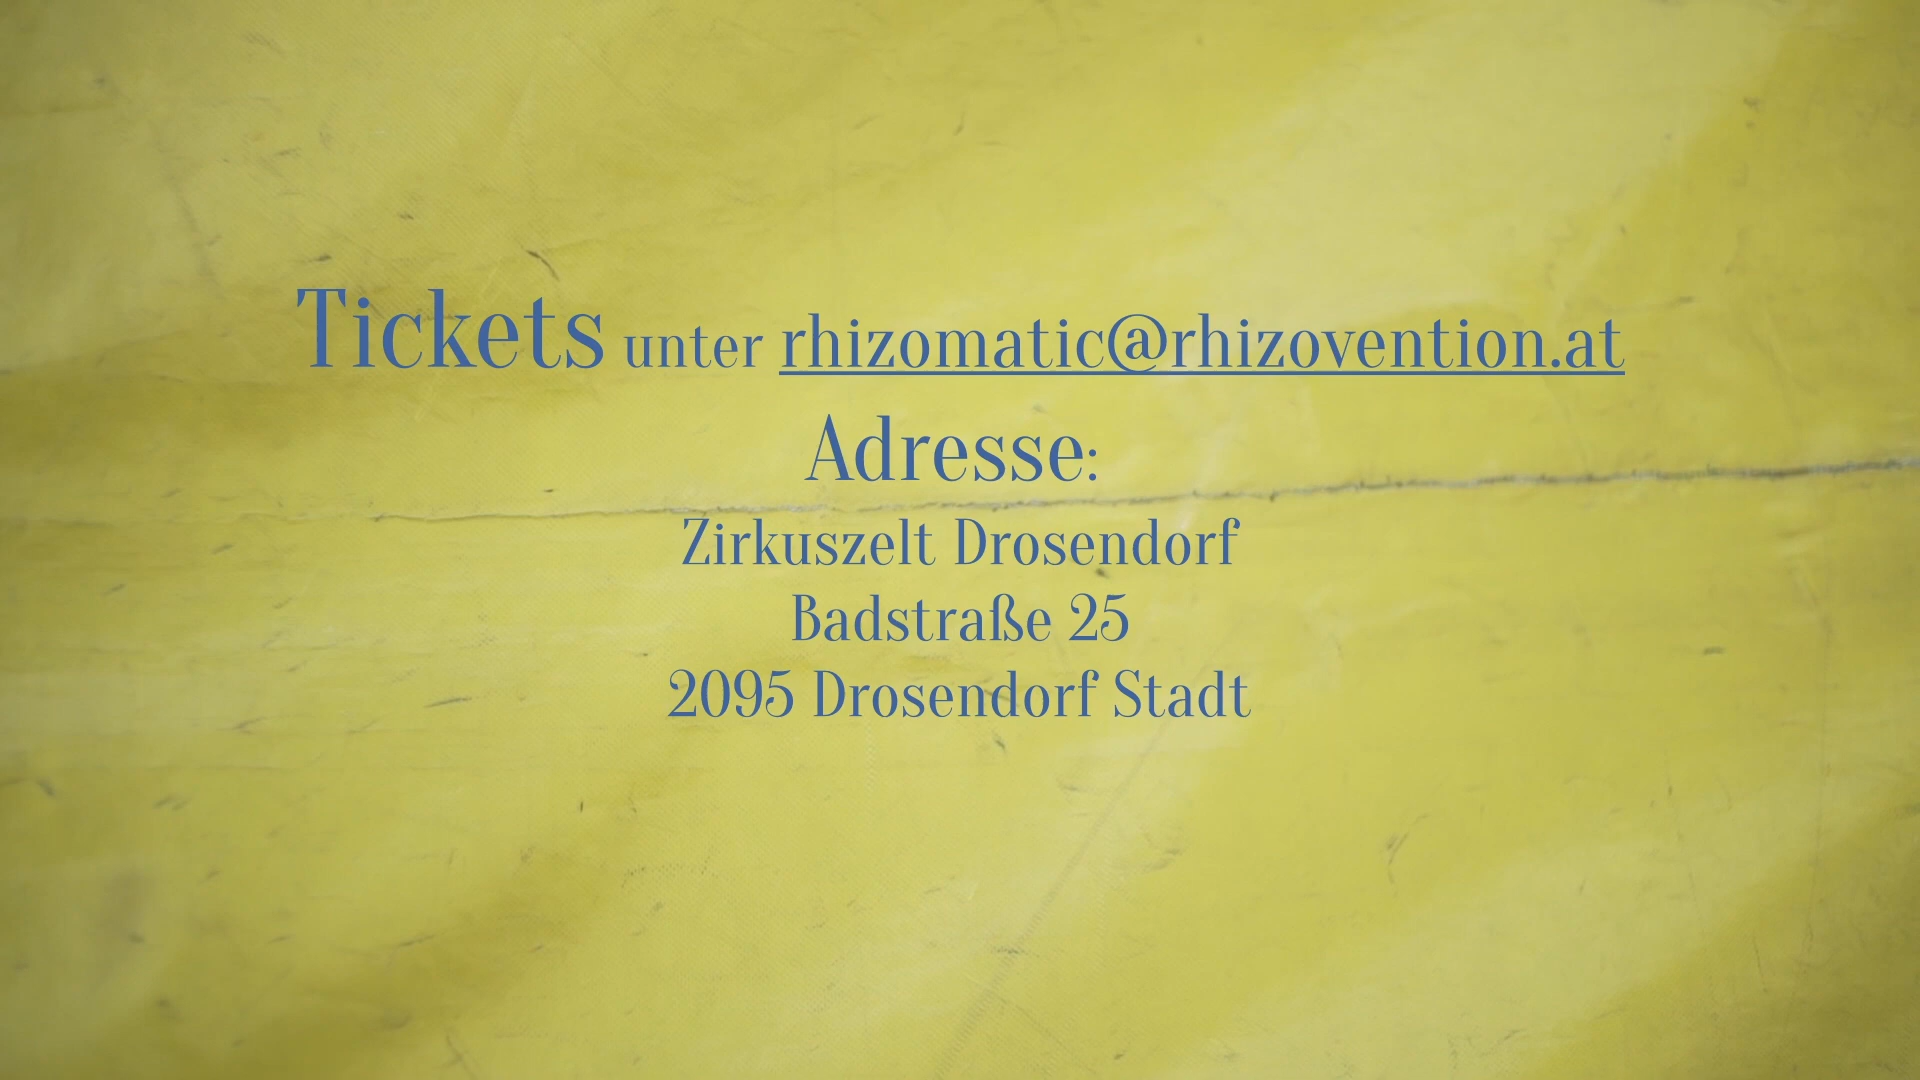 Tickets unter rhizomatic@rhizovention.at
Adresse:
Zirkuszelt Drosendorf
Badstraße 25
2095 Drosendorf Stadt